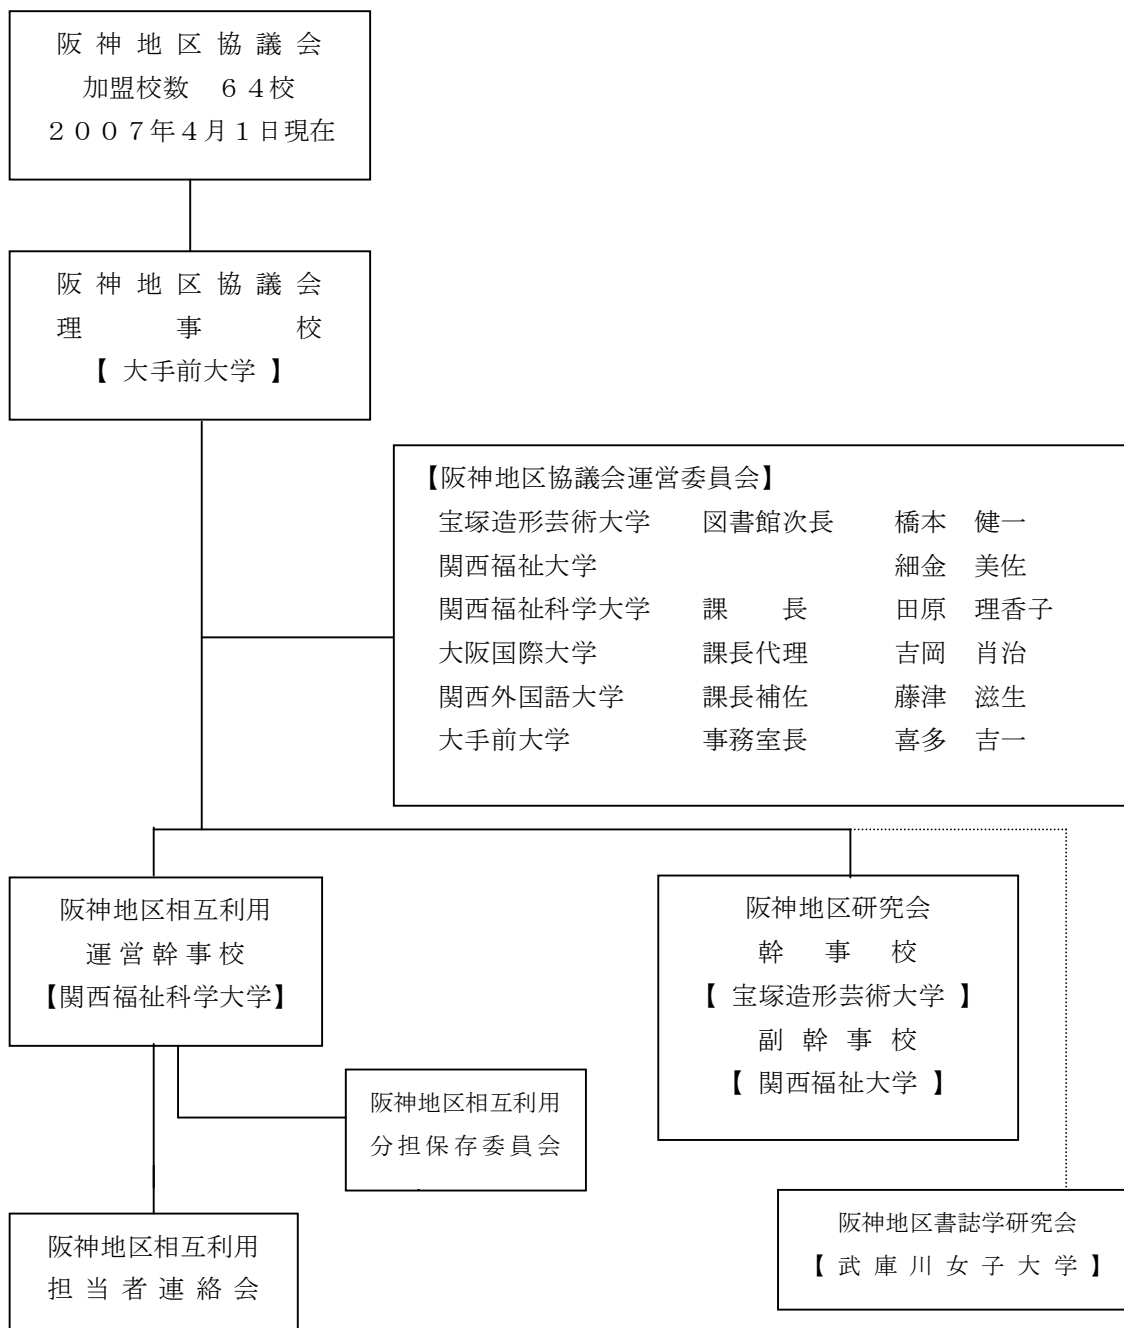 阪神地区協議会
加盟校数　６４校
２００７年４月１日現在
阪神地区協議会
理事校
【 大手前大学 】
【阪神地区協議会運営委員会】
宝塚造形芸術大学　図書館次長　橋本　健一
関西福祉大学　細金　美佐
関西福祉科学大学　課　長　田原　理香子
大阪国際大学　課長代理　吉岡　肖治
関西外国語大学　課長補佐　藤津　滋生
大手前大学　事務室長　喜多　吉一
阪神地区相互利用
運営幹事校
【関西福祉科学大学】
阪神地区研究会
幹　事　校
【 宝塚造形芸術大学 】
副幹事校
【 関西福祉大学 】
阪神地区相互利用
分担保存委員会
阪神地区書誌学研究会
【 武庫川女子大学 】
阪神地区相互利用
担当者連絡会